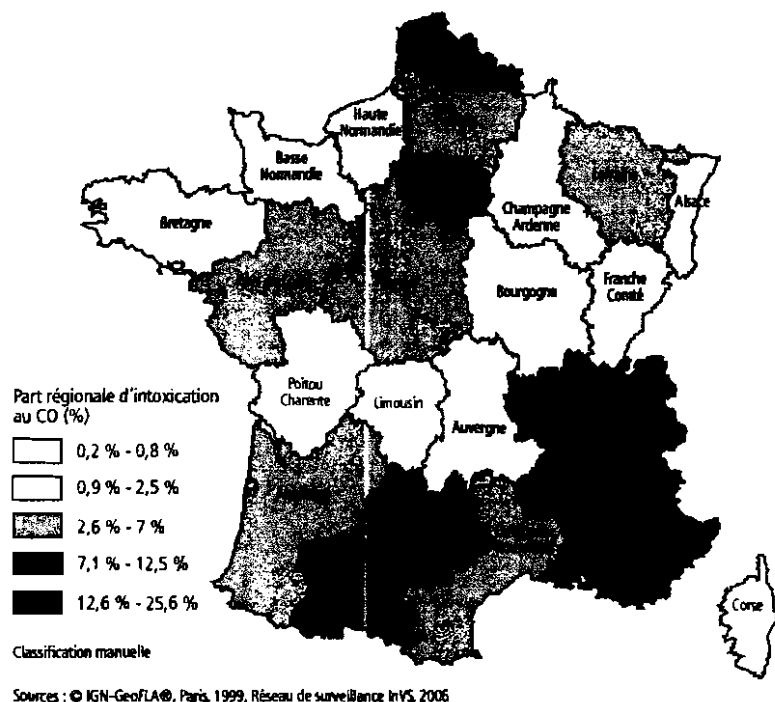 Haute
Normandie
Basse
Normandie
Bretagne
Champagne
Ardenne
Lorraine
Alsace
Bourgogne
Franche
Comté
Poitou
Charente
Limousin
Auvergne
Corse
Part régionale d'intoxication
au CO (%)
0,2 % - 0,8 %
0,9 % - 2,5 %
2,6 % - 7 %
7,1 % - 12,5 %
12,6 % - 25,6 %
Classification manuelle
Sources : © IGN-GeofLA®, Paris, 1999, Réseau de surveillance InVS, 2006